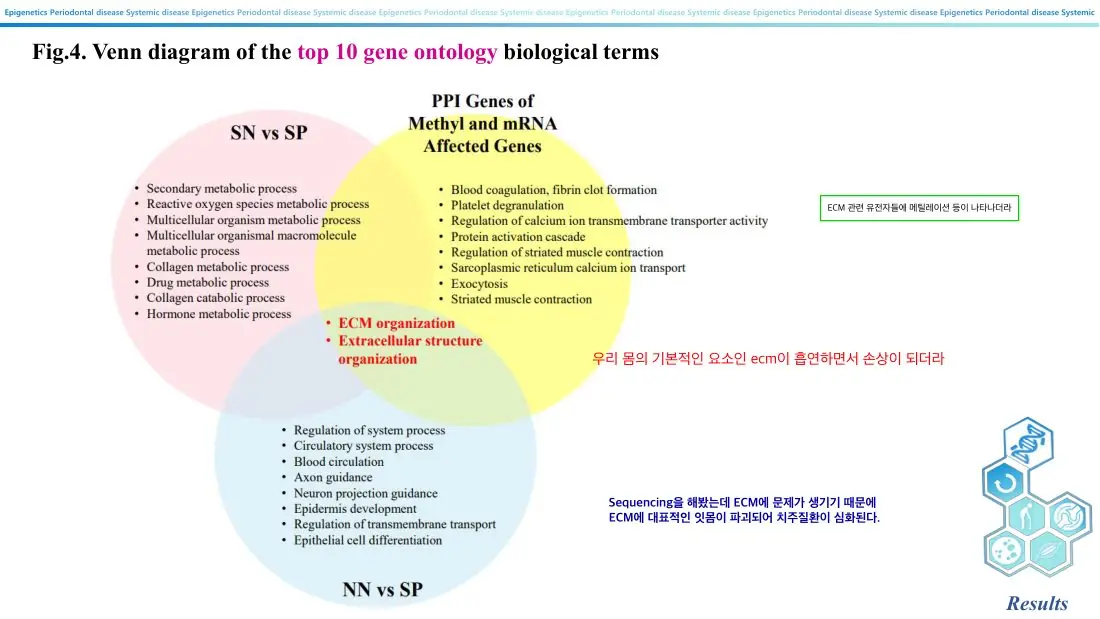 Epigenetics Periodontal disease Systemic disease Epigenetics Periodontal disease Systemic disease Epigenetics Periodontal disease Systemic disease Epigenetics Periodontal disease Systemic disease Epigenetics Periodontal disease Systemic disease Epigenetics Periodontal disease Systemic
Fig.4. Venn diagram of the top 10 gene ontology biological terms
SN vs SP
• Secondary metabolic process
• Reactive oxygen species metabolic process
• Multicellular organism metabolic process
• Multicellular organismal macromolecule
metabolic process
• Collagen metabolic process
• Drug metabolic process
• Collagen catabolic process
• Hormone metabolic process
PPI Genes of
Methyl and mRNA
Affected Genes
• Blood coagulation, fibrin clot formation
• Platelet degranulation
• Regulation of calcium ion transmembrane transporter activity
• Protein activation cascade
• Regulation of striated muscle contraction
• Sarcoplasmic reticulum calcium ion transport
• Exocytosis
• Striated muscle contraction
ECM 관련 유전자들에 메틸레이션 등이 나타나더라
• ECM organization
• Extracellular structure
organization
우리 몸의 기본적인 요소인 ecm이 흡연하면서 손상이 되더라
• Regulation of system process
• Circulatory system process
• Blood circulation
• Axon guidance
• Neuron projection guidance
• Epidermis development
• Regulation of transmembrane transport
• Epithelial cell differentiation
NN vs SP
Sequencing을 해봤는데 ECM에 문제가 생기기 때문에
ECM에 대표적인 잇몸이 파괴되어 치주질환이 심화된다.
Results